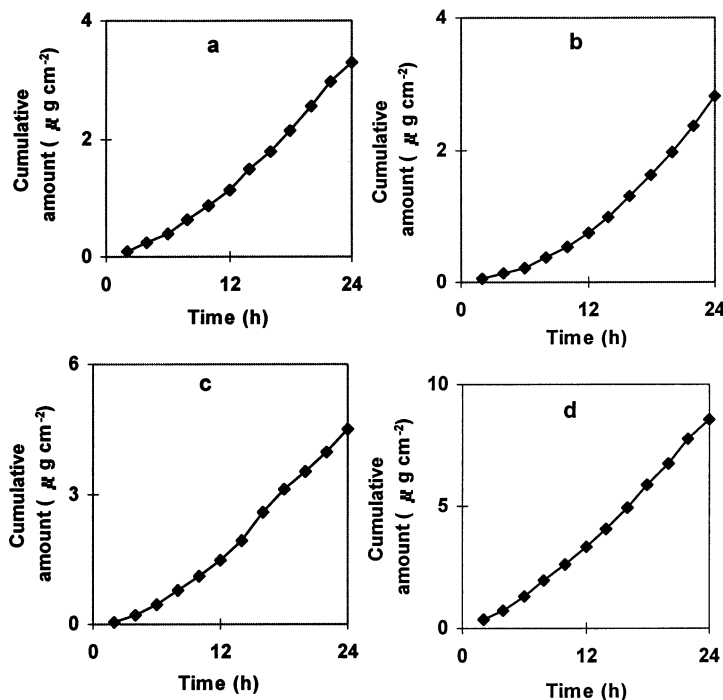 a
4
2
0
0
12
24
Cumulative
amount ( μ g cm-2)
Time (h)
b
4
2
0
0
12
24
Cumulative
amount ( μ g cm-2)
Time (h)
c
6
3
0
0
12
24
Cumulative
amount ( μ g cm-2)
Time (h)
d
10
5
0
0
12
24
Cumulative
amount ( μ g cm-2)
Time (h)